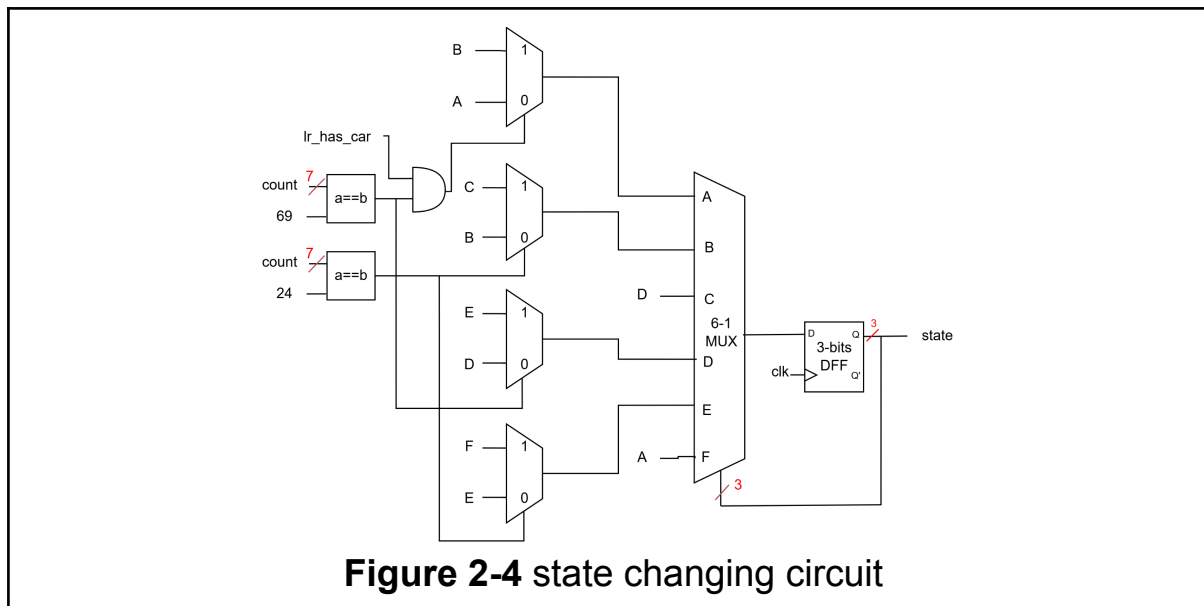 B
1
A
0
lr_has_car
count
7
a==b
69
C
1
B
0
A
count
7
a==b
24
B
D
C
E
1
6-1
MUX
D
Q
3
state
3-bits
DFF
D
0
D
clk
Q'
E
F
1
A
F
3
E
0
Figure 2-4 state changing circuit